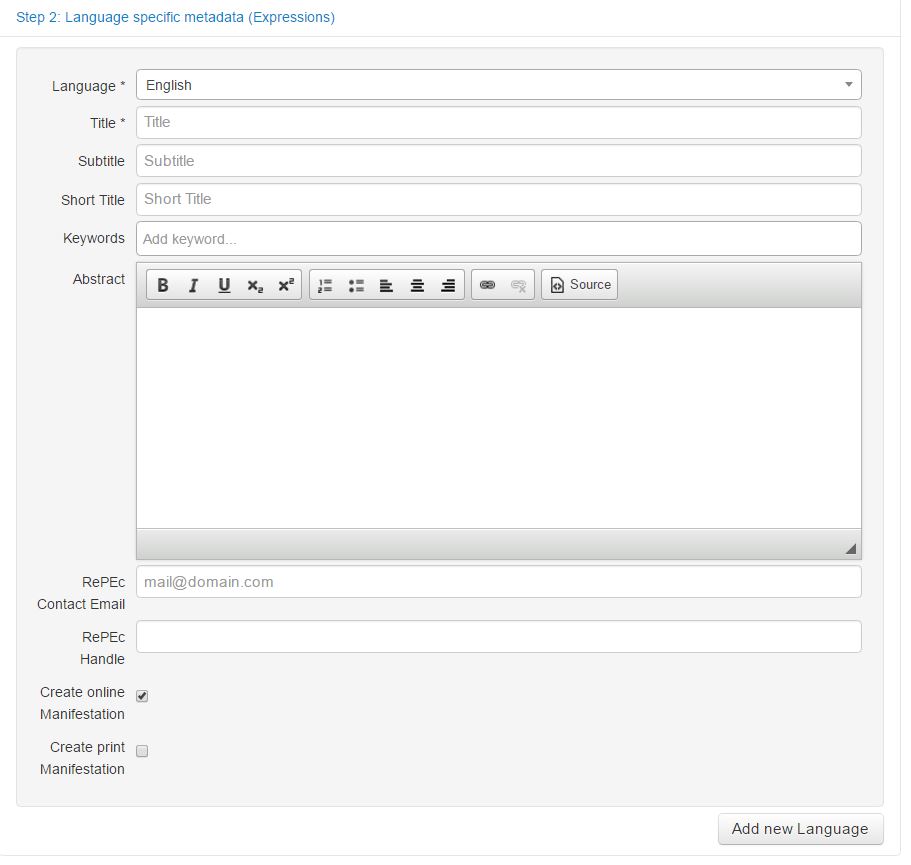 Step 2: Language specific metadata (Expressions)
Language * English
Title * Title
Subtitle Subtitle
Short Title Short Title
Keywords Add keyword...
Abstract B I U x₂ x² Source
RePEc
Contact Email mail@domain.com
RePEc
Handle
Create online
Manifestation
Create print
Manifestation
Add new Language